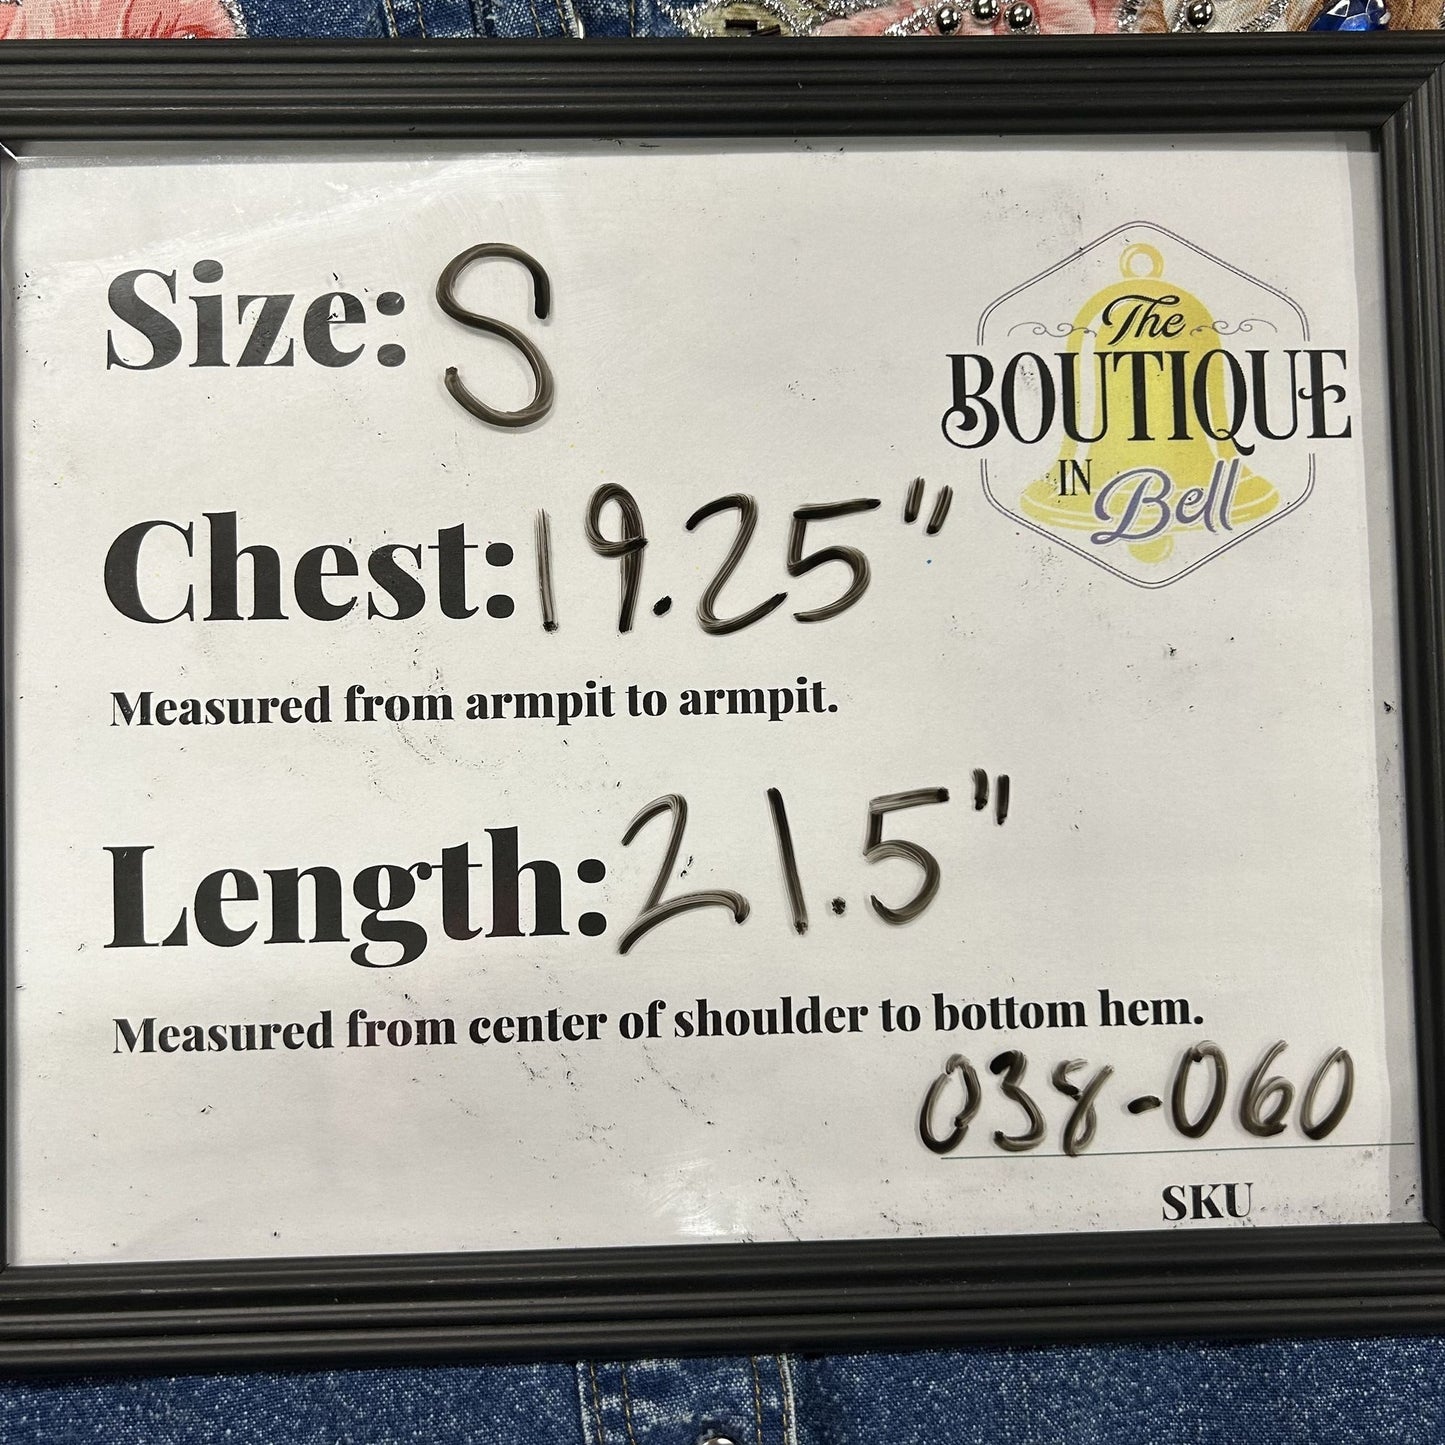 Size: S
The
BOUTIQUE
IN Bell
Chest: 19.25"
Measured from armpit to armpit.
Length: 21.5"
Measured from center of shoulder to bottom hem.
038-060
SKU